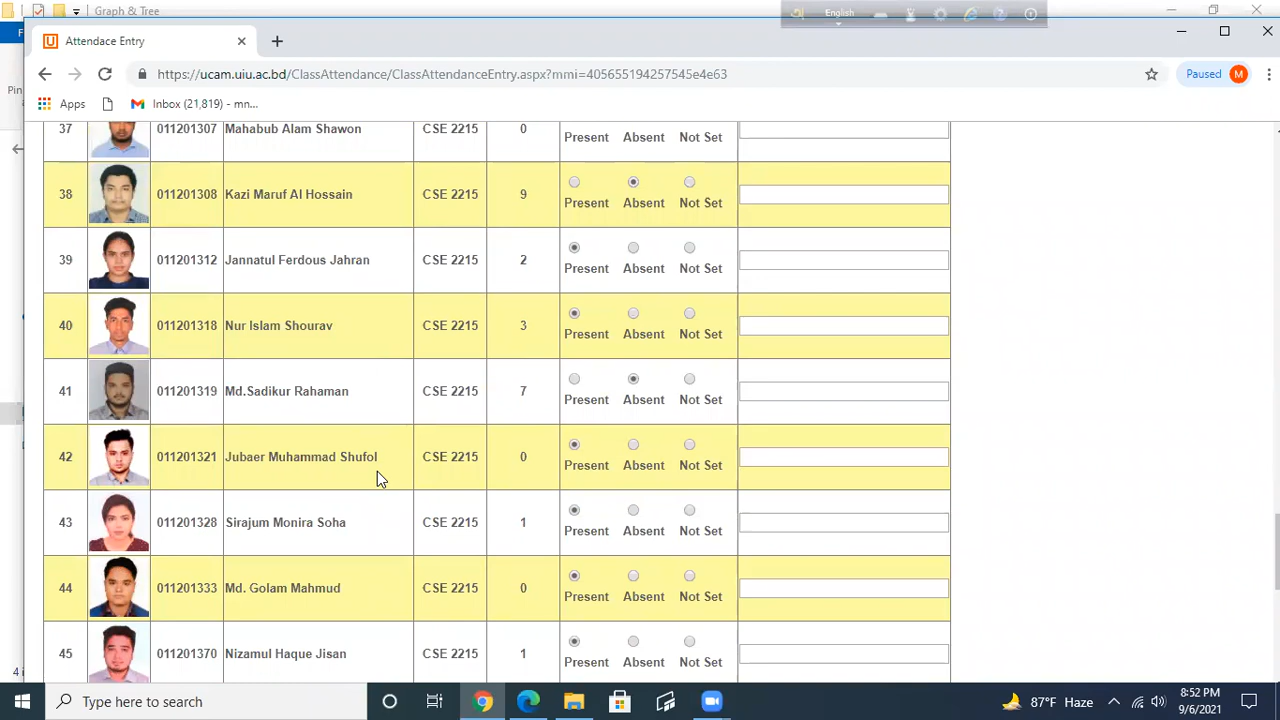 Graph & Tree
English
Attendace Entry
https://ucam.uiu.ac.bd/ClassAttendance/ClassAttendanceEntry.aspx?mmi=405655194257545e4e63
Paused M
Apps Inbox (21,819) - mn...
Pin
37 011201307 Mahabub Alam Shawon CSE 2215 0 Present Absent Not Set
38 011201308 Kazi Maruf Al Hossain CSE 2215 9 Present Absent Not Set
39 011201312 Jannatul Ferdous Jahran CSE 2215 2 Present Absent Not Set
40 011201318 Nur Islam Shourav CSE 2215 3 Present Absent Not Set
41 011201319 Md.Sadikur Rahaman CSE 2215 7 Present Absent Not Set
42 011201321 Jubaer Muhammad Shufol CSE 2215 0 Present Absent Not Set
43 011201328 Sirajum Monira Soha CSE 2215 1 Present Absent Not Set
44 011201333 Md. Golam Mahmud CSE 2215 0 Present Absent Not Set
45 011201370 Nizamul Haque Jisan CSE 2215 1 Present Absent Not Set
4 i
Type here to search
87°F Haze
8:52 PM
9/6/2021